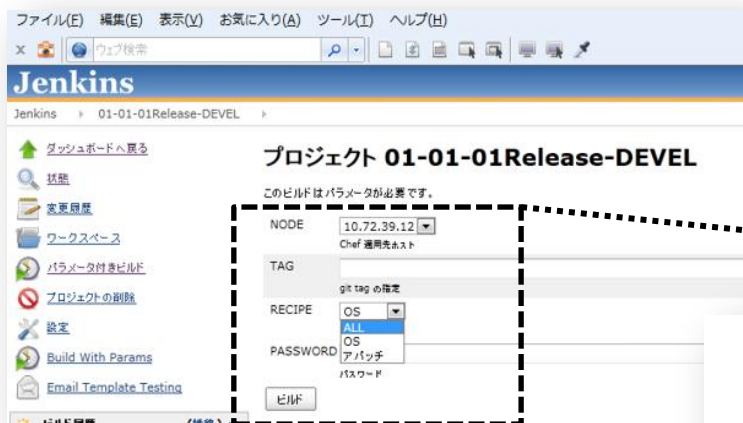 ファイル(F) 編集(E) 表示(V) お気に入り(A) ツール(T) ヘルプ(H)
x ウェブ検索
Jenkins
Jenkins 01-01-01Release-DEVEL
ダッシュボードへ戻る
状態
変更履歴
ワークスペース
パラメータ付きビルド
プロジェクトの削除
設定
Build With Params
Email Template Testing
プロジェクト 01-01-01Release-DEVEL
このビルドはパラメータが必要です。
NODE 10.72.39.12
Chef 適用先ホスト
TAG
git tag の指定
RECIPE OS
ALL
OS
アパッチ
PASSWORD
パスワード
ビルド